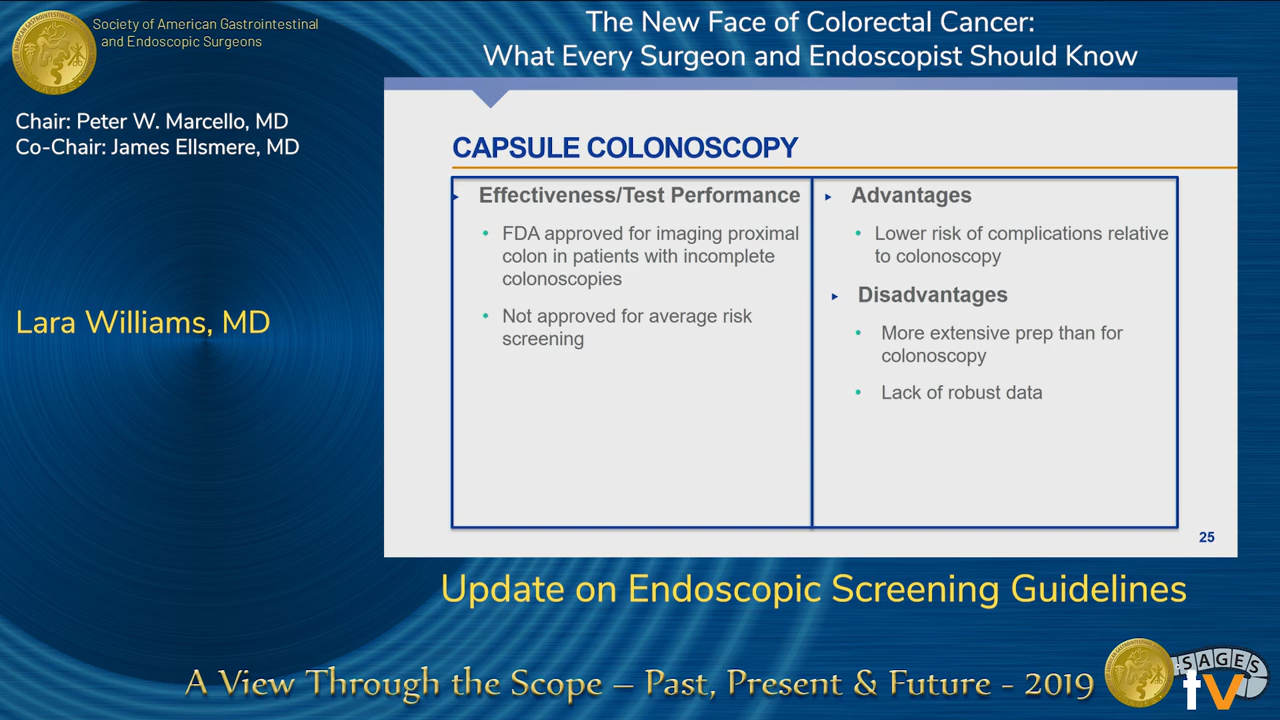 Society of American Gastrointestinal
and Endoscopic Surgeons
The New Face of Colorectal Cancer:
What Every Surgeon and Endoscopist Should Know
Chair: Peter W. Marcello, MD
Co-Chair: James Ellsmere, MD
Lara Williams, MD
CAPSULE COLONOSCOPY
Effectiveness/Test Performance
FDA approved for imaging proximal
colon in patients with incomplete
colonoscopies
Not approved for average risk
screening
Advantages
Lower risk of complications relative
to colonoscopy
Disadvantages
More extensive prep than for
colonoscopy
Lack of robust data
25
Update on Endoscopic Screening Guidelines
A View Through the Scope – Past, Present & Future - 2019
SAGES
tv